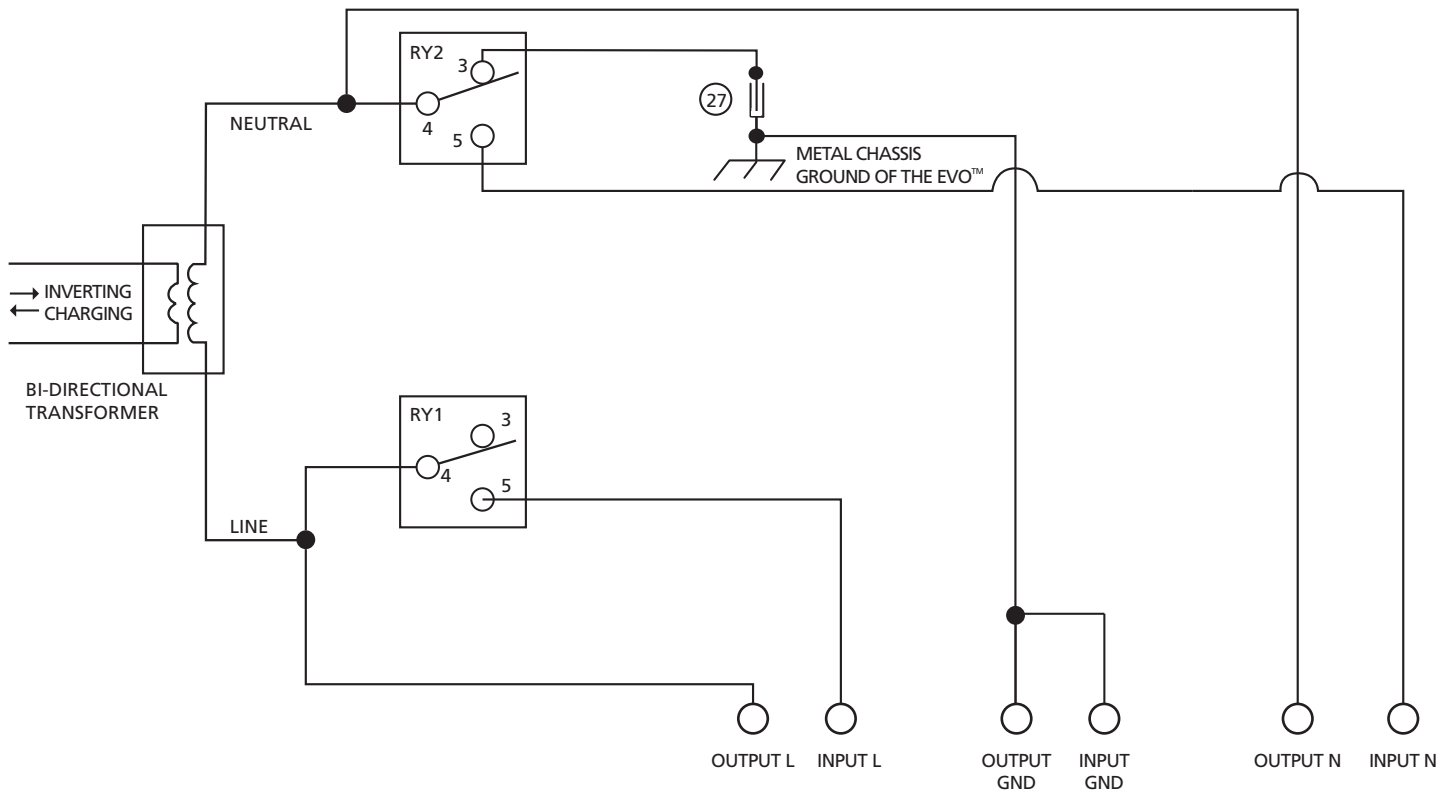 RY2
3
4
5
27
NEUTRAL
METAL CHASSIS
GROUND OF THE EVO™
INVERTING
CHARGING
BI-DIRECTIONAL
TRANSFORMER
RY1
3
4
5
LINE
OUTPUT L
INPUT L
OUTPUT
GND
INPUT
GND
OUTPUT N
INPUT N